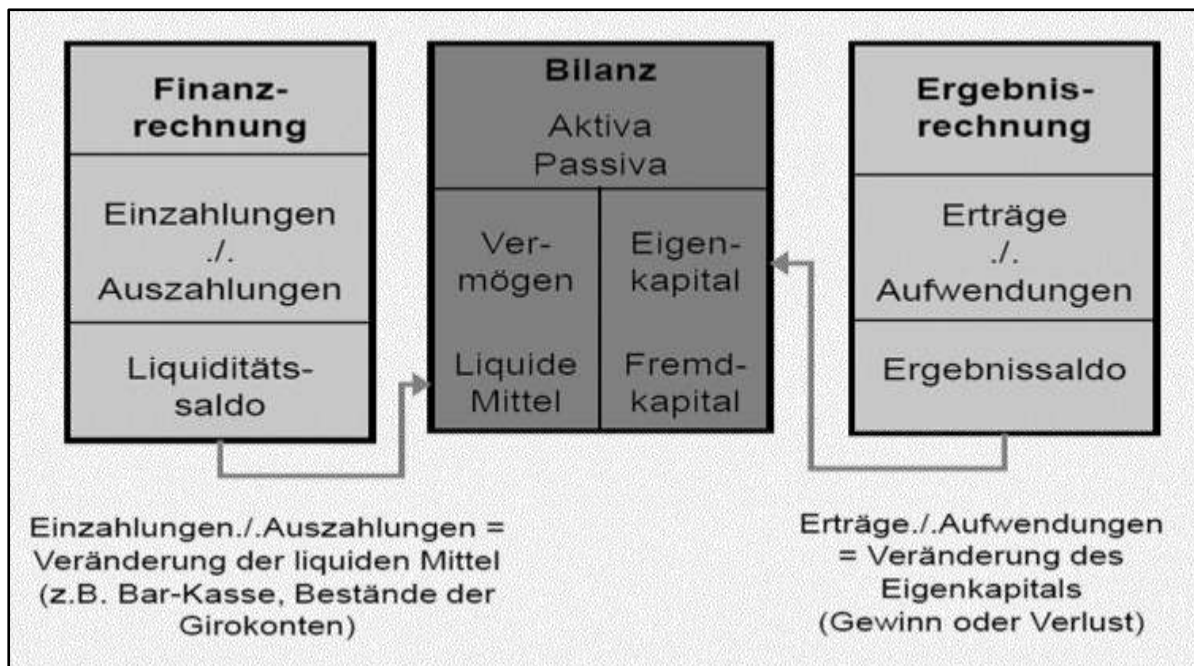 Finanz-
rechnung
Einzahlungen
./.
Auszahlungen
Liquiditäts-
saldo
Bilanz
Aktiva
Passiva
Ver-
mögen
Liquide
Mittel
Eigen-
kapital
Fremd-
kapital
Ergebnis-
rechnung
Erträge
./.
Aufwendungen
Ergebnissaldo
Einzahlungen./.Auszahlungen =
Veränderung der liquiden Mittel
(z.B. Bar-Kasse, Bestände der
Girokonten)
Erträge./.Aufwendungen
= Veränderung des
Eigenkapitals
(Gewinn oder Verlust)